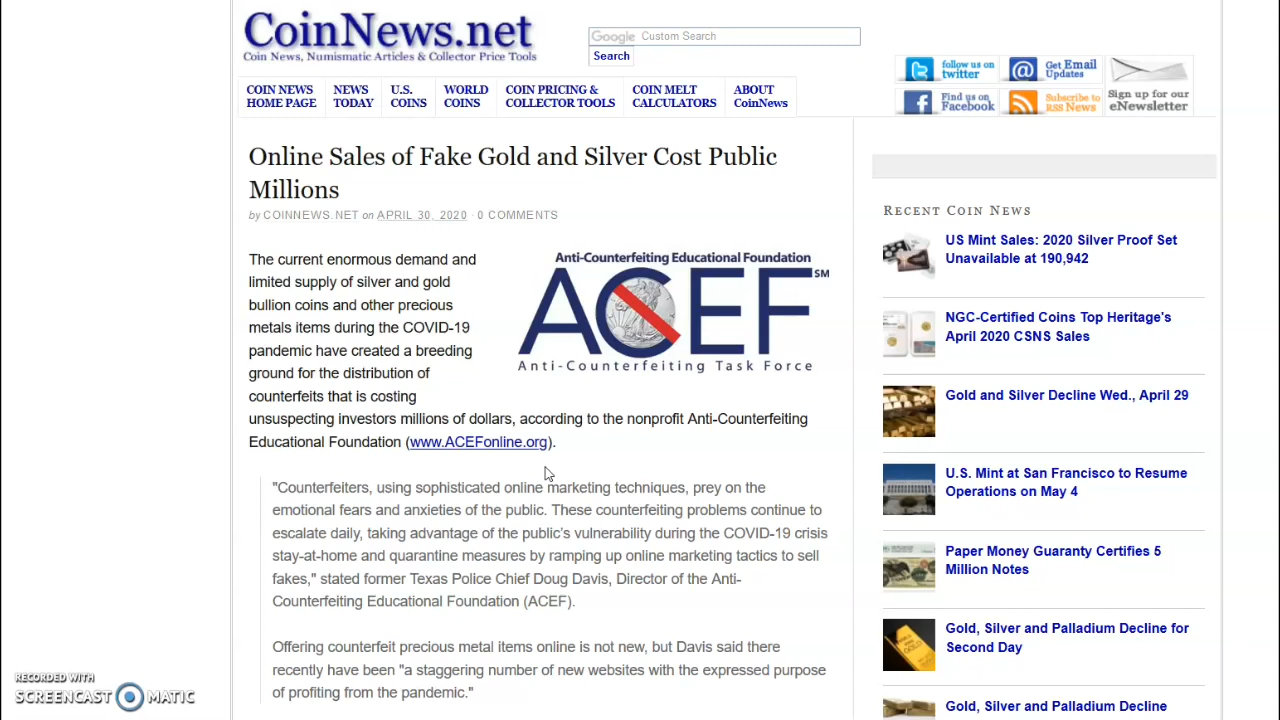 CoinNews.net
Coin News, Numismatic Articles & Collector Price Tools
Google Custom Search
Search
follow us on
twitter
Get Email
Updates
Find us on
Facebook
Subscribe to
RSS News
Sign up for our
eNewsletter
COIN NEWS
HOME PAGE
NEWS
TODAY
U.S.
COINS
WORLD
COINS
COIN PRICING &
COLLECTOR TOOLS
COIN MELT
CALCULATORS
ABOUT
CoinNews
Online Sales of Fake Gold and Silver Cost Public
Millions
by COINNEWS.NET on APRIL 30, 2020 · 0 COMMENTS
The current enormous demand and
limited supply of silver and gold
bullion coins and other precious
metals items during the COVID-19
pandemic have created a breeding
ground for the distribution of
counterfeits that is costing
unsuspecting investors millions of dollars, according to the nonprofit Anti-Counterfeiting
Educational Foundation (www.ACEFonline.org).
Anti-Counterfeiting Educational Foundation
ACEF SM
Anti-Counterfeiting Task Force
"Counterfeiters, using sophisticated online marketing techniques, prey on the
emotional fears and anxieties of the public. These counterfeiting problems continue to
escalate daily, taking advantage of the public's vulnerability during the COVID-19 crisis
stay-at-home and quarantine measures by ramping up online marketing tactics to sell
fakes," stated former Texas Police Chief Doug Davis, Director of the Anti-
Counterfeiting Educational Foundation (ACEF).
Offering counterfeit precious metal items online is not new, but Davis said there
recently have been "a staggering number of new websites with the expressed purpose
of profiting from the pandemic."
RECENT COIN NEWS
US Mint Sales: 2020 Silver Proof Set
Unavailable at 190,942
NGC-Certified Coins Top Heritage's
April 2020 CSNS Sales
Gold and Silver Decline Wed., April 29
U.S. Mint at San Francisco to Resume
Operations on May 4
Paper Money Guaranty Certifies 5
Million Notes
Gold, Silver and Palladium Decline for
Second Day
Gold, Silver and Palladium Decline
RECORDED WITH
SCREENCAST MATIC